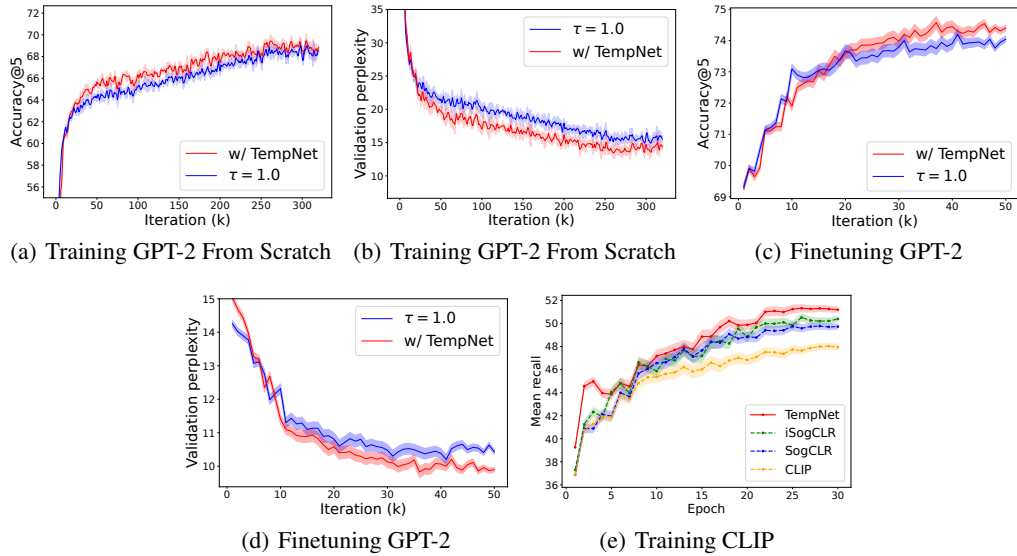 72
70
68
66
64
62
60
58
56
Accuracy@5
w/ TempNet
τ = 1.0
0 50 100 150 200 250 300
Iteration (k)
(a) Training GPT-2 From Scratch
35
30
25
20
15
10
Validation perplexity
τ = 1.0
w/ TempNet
0 50 100 150 200 250 300
Iteration (k)
(b) Training GPT-2 From Scratch
75
74
73
72
71
70
69
Accuracy@5
w/ TempNet
τ = 1.0
0 10 20 30 40 50
Iteration (k)
(c) Finetuning GPT-2
15
14
13
12
11
10
Validation perplexity
τ = 1.0
w/ TempNet
0 10 20 30 40 50
Iteration (k)
(d) Finetuning GPT-2
52
50
48
46
44
42
40
38
36
Mean recall
TempNet
iSogCLR
SogCLR
CLIP
0 5 10 15 20 25 30
Epoch
(e) Training CLIP